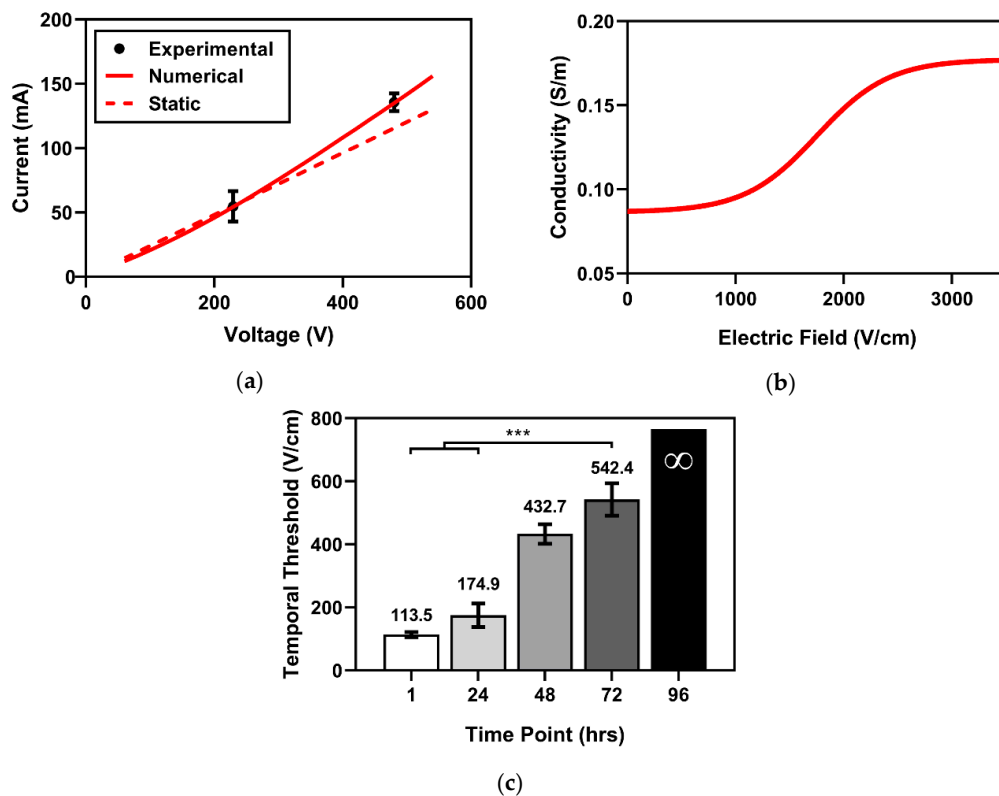 200
150
100
50
0
Current (mA)
Experimental
Numerical
Static
0 200 400 600
Voltage (V)
(a)
0.20
0.15
0.10
0.05
Conductivity (S/m)
0 1000 2000 3000
Electric Field (V/cm)
(b)
800
600
400
200
0
Temporal Threshold (V/cm)
***
113.5
174.9
432.7
542.4
∞
1 24 48 72 96
Time Point (hrs)
(c)